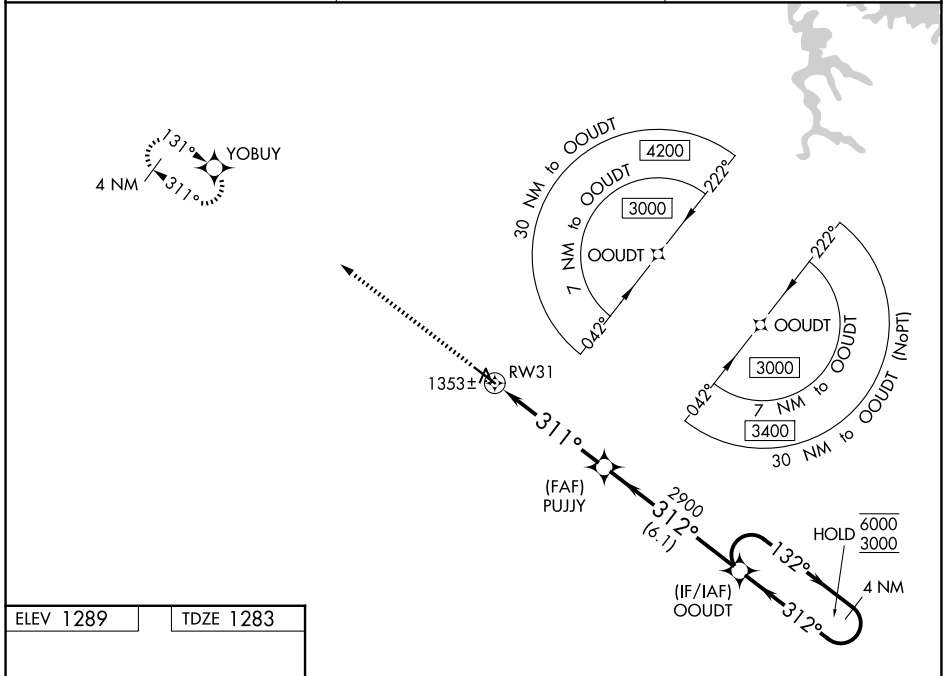 131°
YOBUY
4 NM
311°
30 NM to OOUDT
4200
222°
7 NM to OOUDT
3000
OOUDT
042°
222°
OOUDT
3000
042°
7 NM to OOUDT
3400
30 NM to OOUDT (NoPT)
1353±
RW31
311°
(FAF)
PUJJY
2900
312°
(6.1)
HOLD
6000
3000
132°
4 NM
(IF/IAF)
OOUDT
312°
ELEV 1289
TDZE 1283